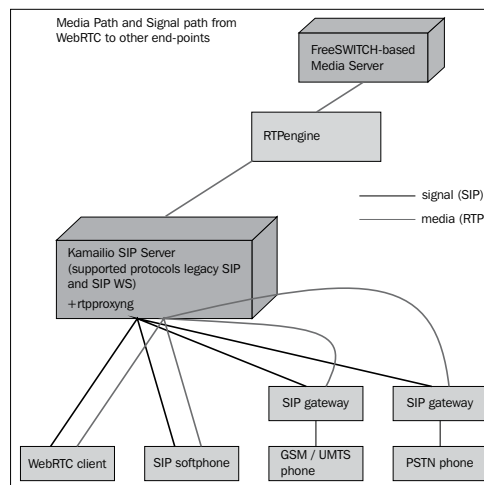 Media Path and Signal path from
WebRTC to other end-points
FreeSWITCH-based
Media Server
RTPengine
signal (SIP)
media (RTP
Kamailio SIP Server
(supported protocols legacy SIP
and SIP WS)
+rtpproxyng
SIP gateway
SIP gateway
WebRTC client
SIP softphone
GSM / UMTS
phone
PSTN phone